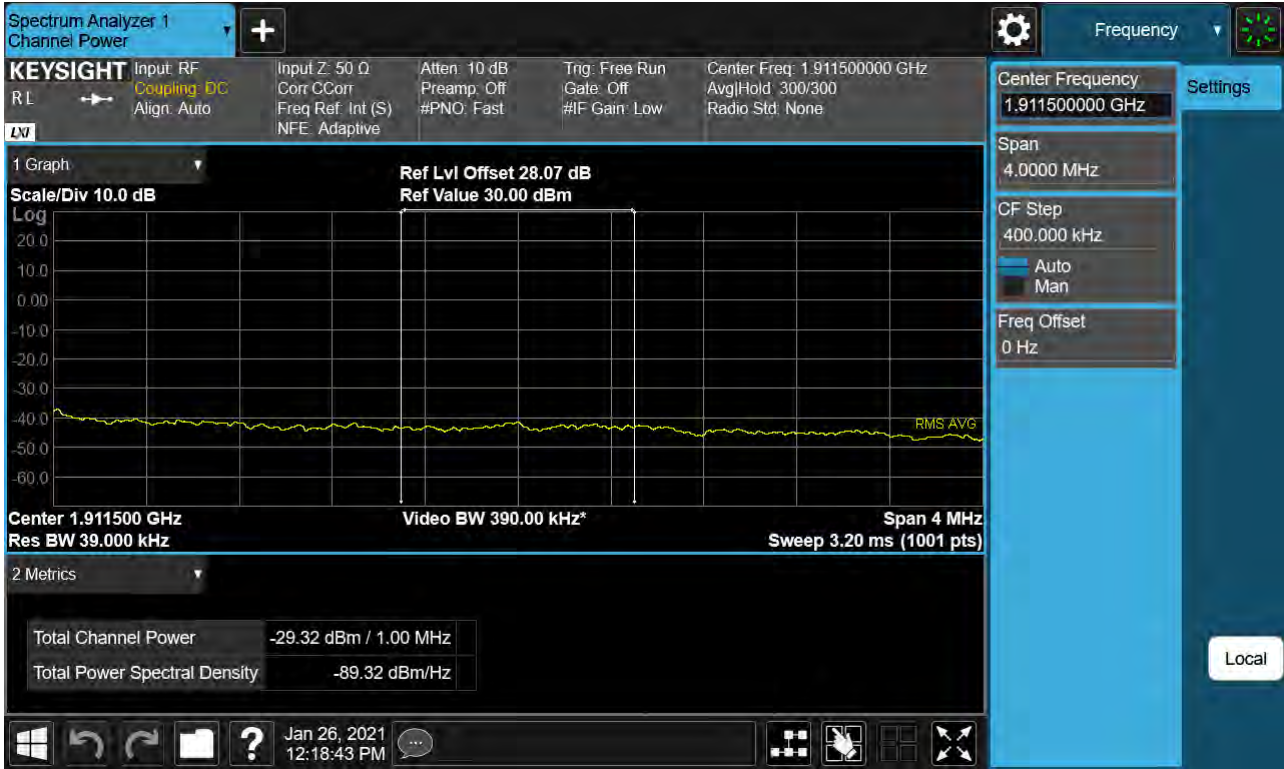 Spectrum Analyzer 1
Channel Power
+
Frequency
KEYSIGHT
RL
LXI
Input: RF
Coupling: DC
Align: Auto
Input Z: 50 Ω
Corr CCorr
Freq Ref: Int (S)
NFE: Adaptive
Atten: 10 dB
Preamp: Off
#PNO: Fast
Trig: Free Run
Gate: Off
#IF Gain: Low
Center Freq: 1.911500000 GHz
Avg|Hold: 300/300
Radio Std: None
1 Graph
Scale/Div 10.0 dB
Ref Lvl Offset 28.07 dB
Ref Value 30.00 dBm
Log
20.0
10.0
0.00
-10.0
-20.0
-30.0
-40.0
-50.0
-60.0
RMS AVG
Center 1.911500 GHz
Video BW 390.00 kHz*
Span 4 MHz
Res BW 39.000 kHz
Sweep 3.20 ms (1001 pts)
2 Metrics
Total Channel Power -29.32 dBm / 1.00 MHz
Total Power Spectral Density -89.32 dBm/Hz
?
Jan 26, 2021
12:18:43 PM
Center Frequency
1.911500000 GHz
Span
4.0000 MHz
CF Step
400.000 kHz
Auto
Man
Freq Offset
0 Hz
Settings
Local